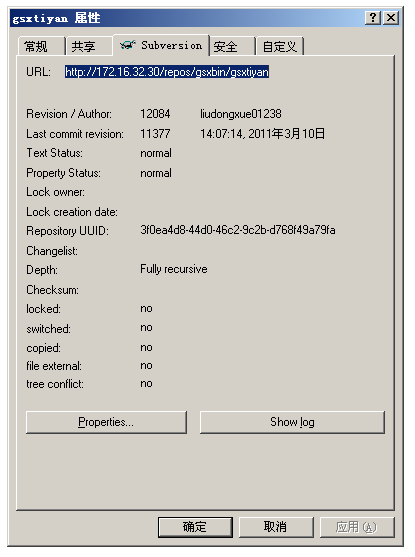 gsxtiyan 属性
常规 共享 Subversion 安全 自定义
URL: http://172.16.32.30/repos/gsxbin/gsxtiyan
Revision / Author: 12084 liudongxue01238
Last commit revision: 11377 14:07:14, 2011年3月10日
Text Status: normal
Property Status: normal
Lock owner:
Lock creation date:
Repository UUID: 3f0ea4d8-44d0-46c2-9c2b-d768f49a79fa
Changelist:
Depth: Fully recursive
Checksum:
locked: no
switched: no
copied: no
file external: no
tree conflict: no
Properties... Show log
确定 取消 应用 (A)